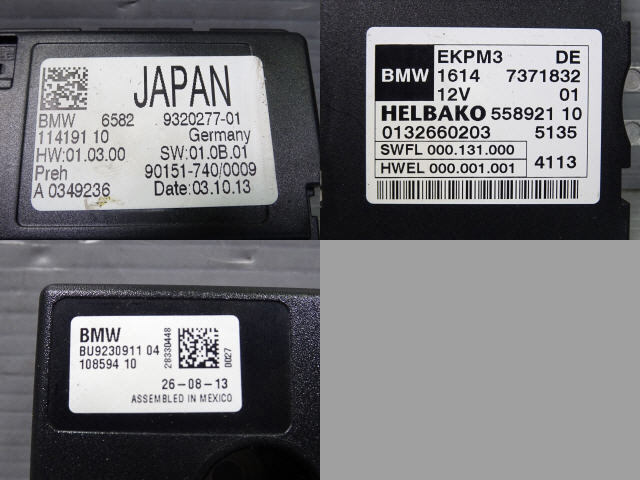 JAPAN
BMW 6582 9320277-01
114191 10 Germany
HW:01.03.00 SW:01.0B.01
Preh 90151-740/0009
A 0349236 Date:03.10.13
EKPM3 DE
BMW 1614 7371832
12V 01
HELBAKO 558921 10
0132660203 5135
SWFL 000.131.000
HWEL 000.001.001 4113
BMW
BU9230911 04
108594 10
28330448
0027
26-08-13
ASSEMBLED IN MEXICO